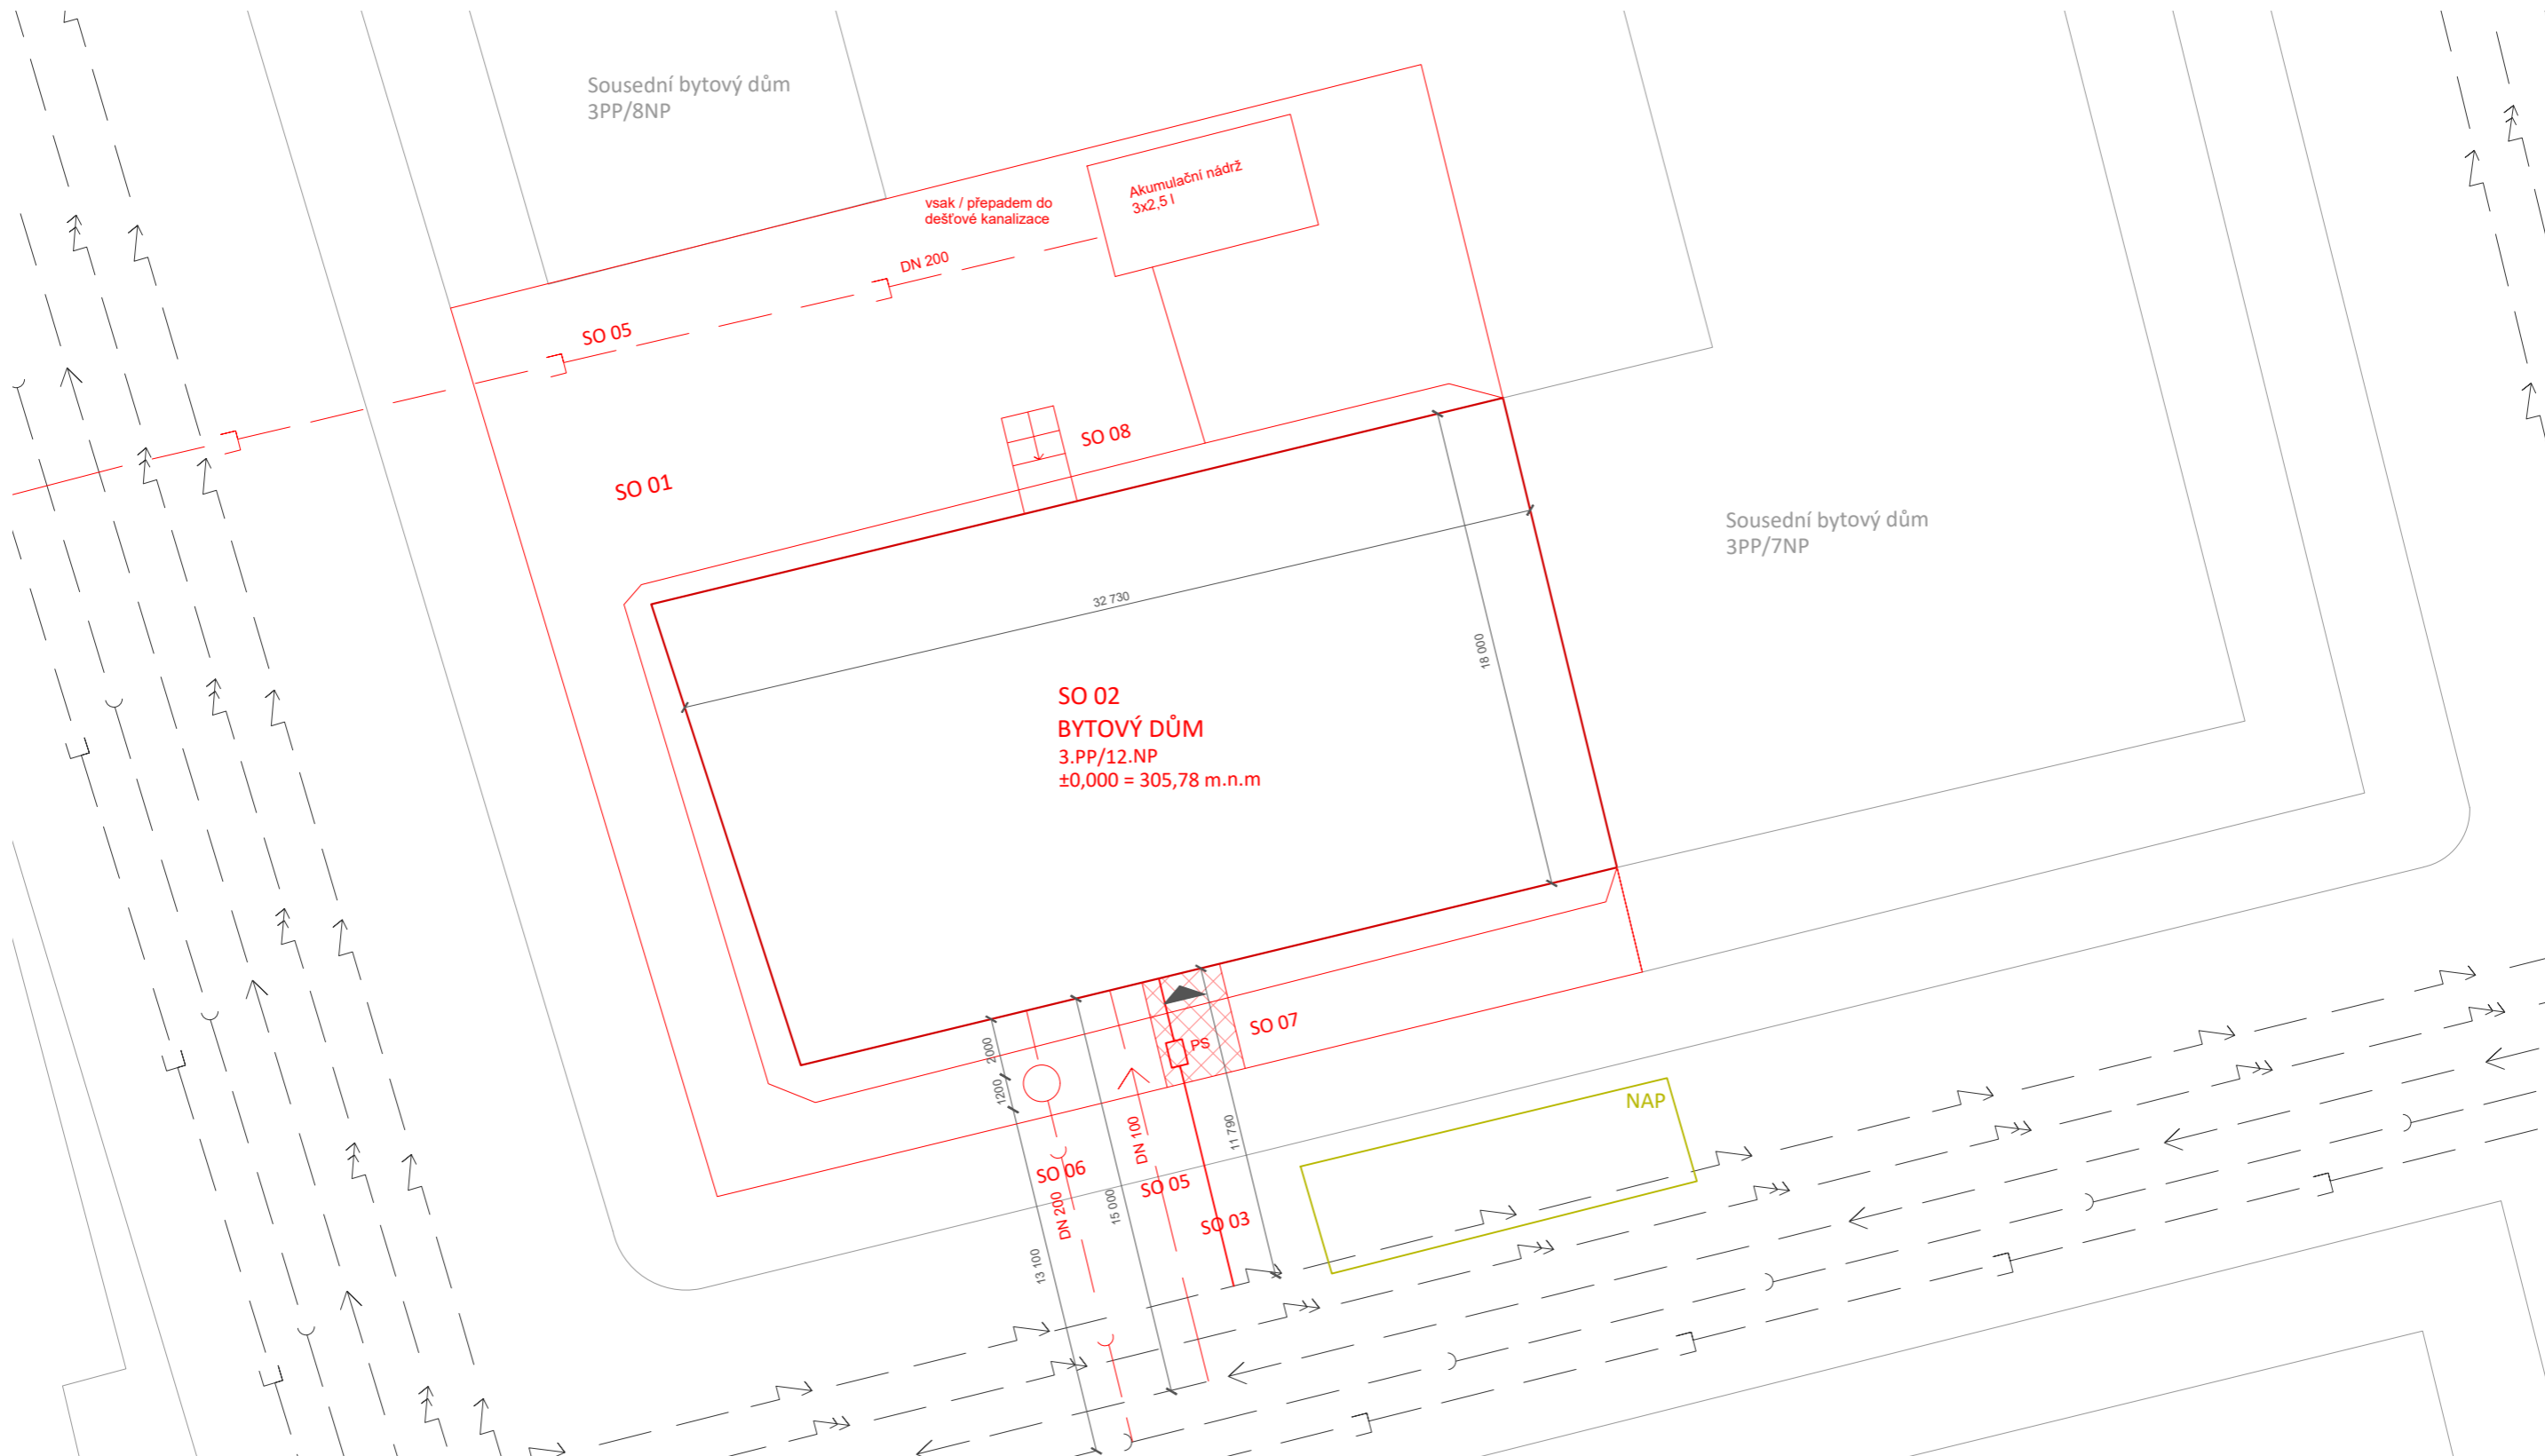 Sousední bytový dům
3PP/8NP
Akumulační nádrž
3x2,5 l
vsak / přepadem do
dešťové kanalizace
DN 200
SO 05
SO 08
SO 01
Sousední bytový dům
3PP/7NP
32 730
18 000
SO 02
BYTOVÝ DŮM
3.PP/12.NP
±0,000 = 305,78 m.n.m
SO 07
PS
2000
1200
NAP
DN 100
11 790
SO 06
SO 05
DN 200
15 000
SO 03
13 100